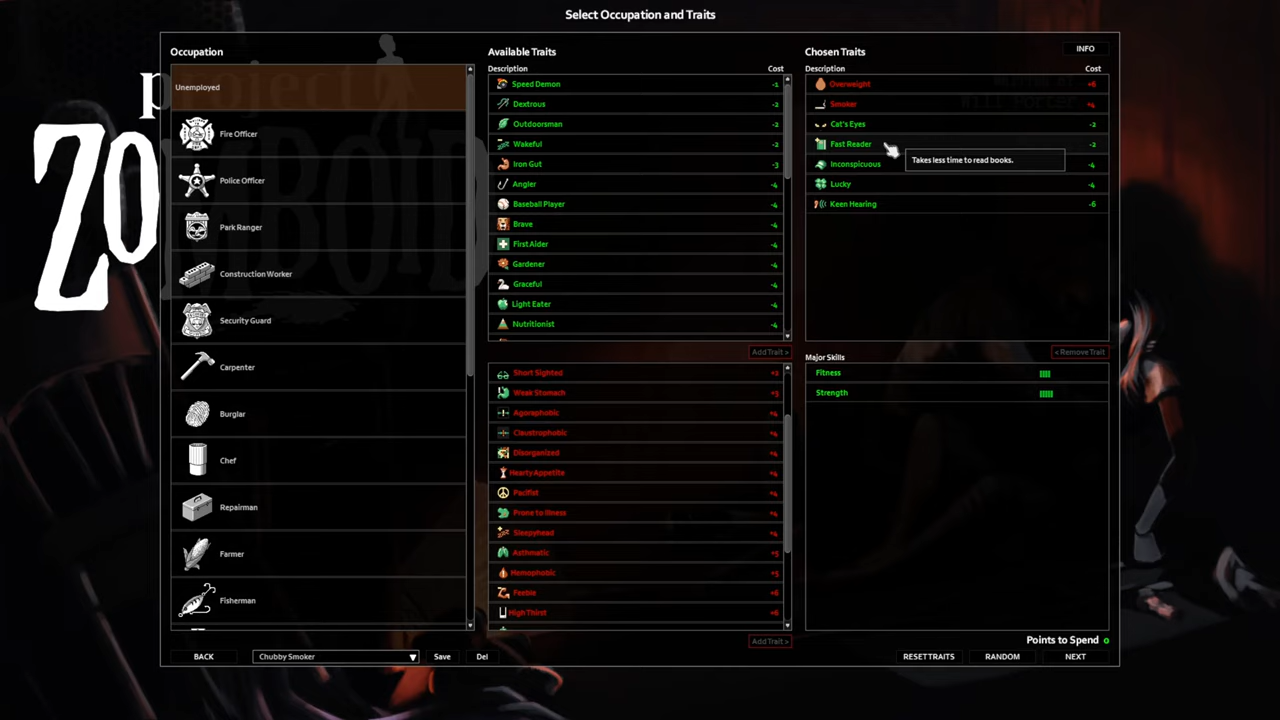 Select Occupation and Traits
Occupation
Unemployed
Fire Officer
Police Officer
Park Ranger
Construction Worker
Security Guard
Carpenter
Burglar
Chef
Repairman
Farmer
Fisherman
Available Traits
Description Cost
Speed Demon -1
Dextrous -2
Outdoorsman -2
Wakeful -2
Iron Gut -3
Angler -4
Baseball Player -4
Brave -4
First Aider -4
Gardener -4
Graceful -4
Light Eater -4
Nutritionist -4
Add Trait >
Short Sighted
Weak Stomach +3
Agoraphobic +4
Claustrophobic +4
Disorganized +4
Hearty Appetite +4
Pacifist +4
Prone to Illness +4
Sleepyhead +4
Asthmatic +5
Hemophobic +5
Feeble +6
High Thirst +6
Add Trait >
Chosen Traits
INFO
Description Cost
Overweight +6
Smoker +4
Cat's Eyes -2
Fast Reader -2
Takes less time to read books.
Inconspicuous -4
Lucky -4
Keen Hearing -6
< Remove Trait
Major Skills
Fitness
Strength
Points to Spend 0
BACK
Chubby Smoker
Save
Del
RESET TRAITS
RANDOM
NEXT